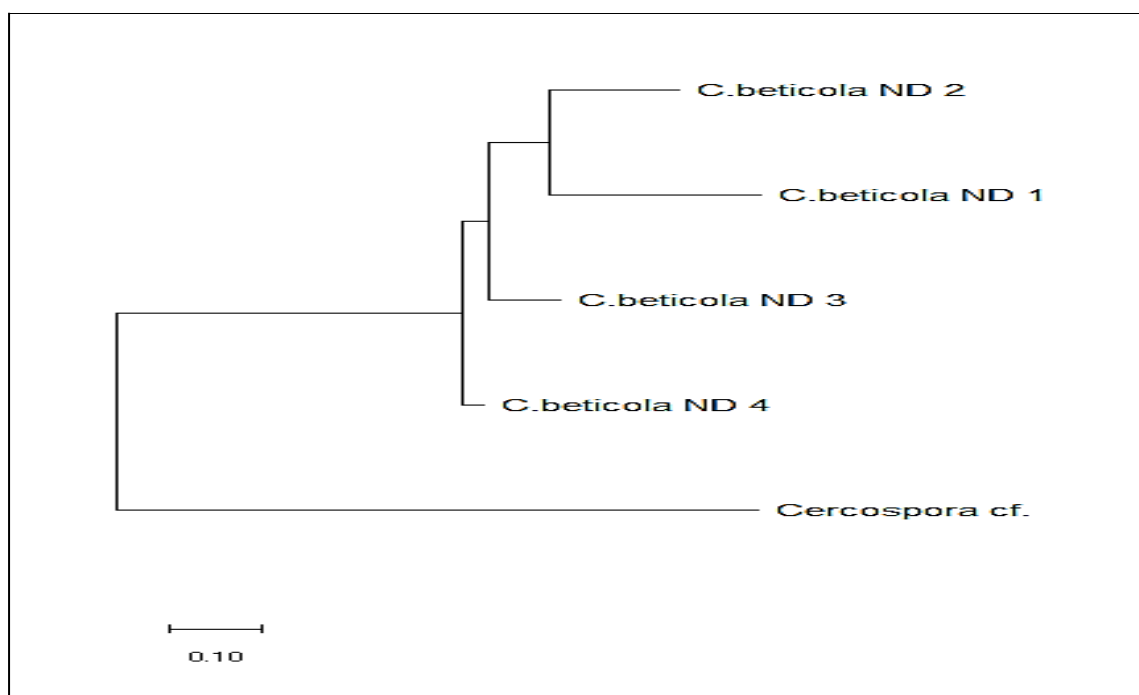 C.beticola ND 2
C.beticola ND 1
C.beticola ND 3
C.beticola ND 4
Cercospora cf.
0.10